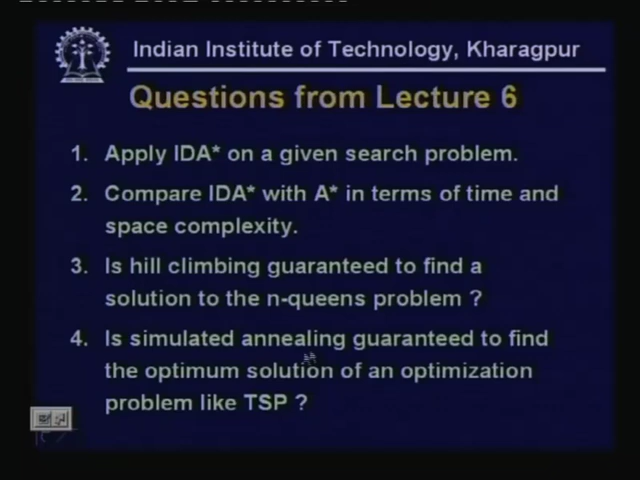 Indian Institute of Technology, Kharagpur
Questions from Lecture 6
1. Apply IDA* on a given search problem.
2. Compare IDA* with A* in terms of time and
space complexity.
3. Is hill climbing guaranteed to find a
solution to the n-queens problem ?
4. Is simulated annealing guaranteed to find
the optimum solution of an optimization
problem like TSP ?